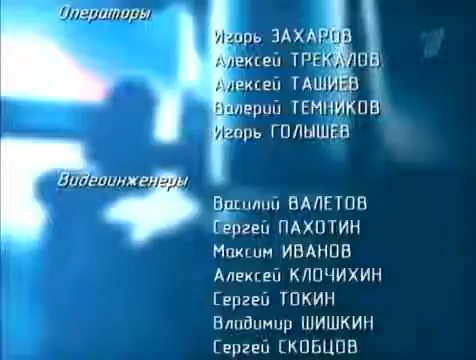 Операторы
Игорь ЗАХАРОВ
Алексей ТРЕКАЛОВ
Алексей ТАШИЕВ
Валерий ТЕМНИКОВ
Игорь ГОЛЫШЕВ
Видеоинженеры
Василий ВАЛЕТОВ
Сергей ПАХОТИН
Максим ИВАНОВ
Алексей КЛОЧИХИН
Сергей ТОКИН
Владимир ШИШКИН
Сергей СКОБЦОВ